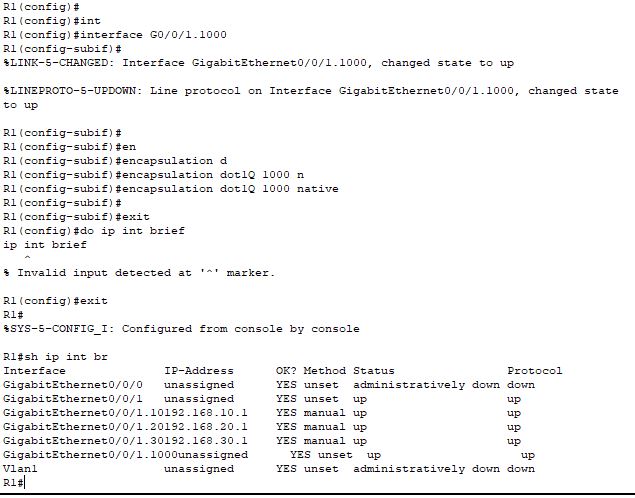 R1(config)#
R1(config)#int
R1(config)#interface G0/0/1.1000
R1(config-subif)#
%LINK-5-CHANGED: Interface GigabitEthernet0/0/1.1000, changed state to up
%LINEPROTO-5-UPDOWN: Line protocol on Interface GigabitEthernet0/0/1.1000, changed state
to up
R1(config-subif)#
R1(config-subif)#en
R1(config-subif)#encapsulation d
R1(config-subif)#encapsulation dot1Q 1000 n
R1(config-subif)#encapsulation dot1Q 1000 native
R1(config-subif)#
R1(config-subif)#exit
R1(config)#do ip int brief
ip int brief
^
% Invalid input detected at '^' marker.
R1(config)#exit
R1#
%SYS-5-CONFIG_I: Configured from console by console
R1#sh ip int br
Interface IP-Address OK? Method Status Protocol
GigabitEthernet0/0/0 unassigned YES unset administratively down down
GigabitEthernet0/0/1 unassigned YES unset up up
GigabitEthernet0/0/1.10192.168.10.1 YES manual up up
GigabitEthernet0/0/1.20192.168.20.1 YES manual up up
GigabitEthernet0/0/1.30192.168.30.1 YES manual up up
GigabitEthernet0/0/1.1000unassigned YES unset up up
Vlan1 unassigned YES unset administratively down down
R1#